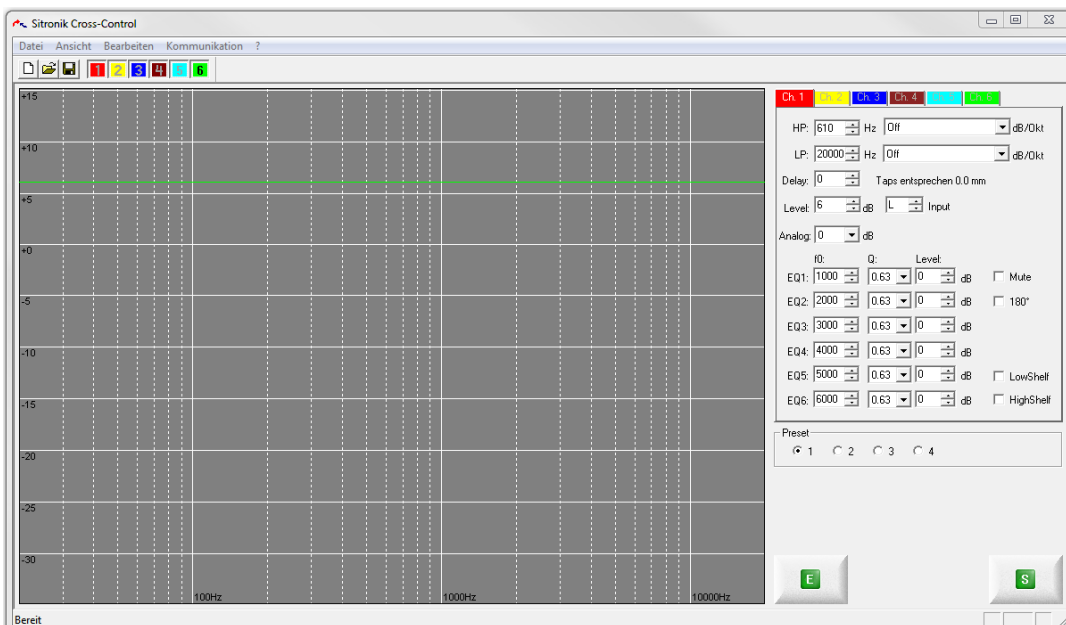 Sitronik Cross-Control
Datei Ansicht Bearbeiten Kommunikation ?
1 2 3 4 5 6
+15
+10
+5
+0
-5
-10
-15
-20
-25
-30
100Hz 1000Hz 10000Hz
Ch. 1 Ch. 2 Ch. 3 Ch. 4 Ch. 6
HP: 610 Hz Off dB/Okt
LP: 20000 Hz Off dB/Okt
Delay: 0 Taps entsprechen 0.0 mm
Level: 6 dB L Input
Analog: 0 dB
f0: Q: Level:
EQ1: 1000 0.63 0 dB Mute
EQ2: 2000 0.63 0 dB 180°
EQ3: 3000 0.63 0 dB
EQ4: 4000 0.63 0 dB
EQ5: 5000 0.63 0 dB LowShelf
EQ6: 6000 0.63 0 dB HighShelf
Preset
1 2 3 4
E S
Bereit